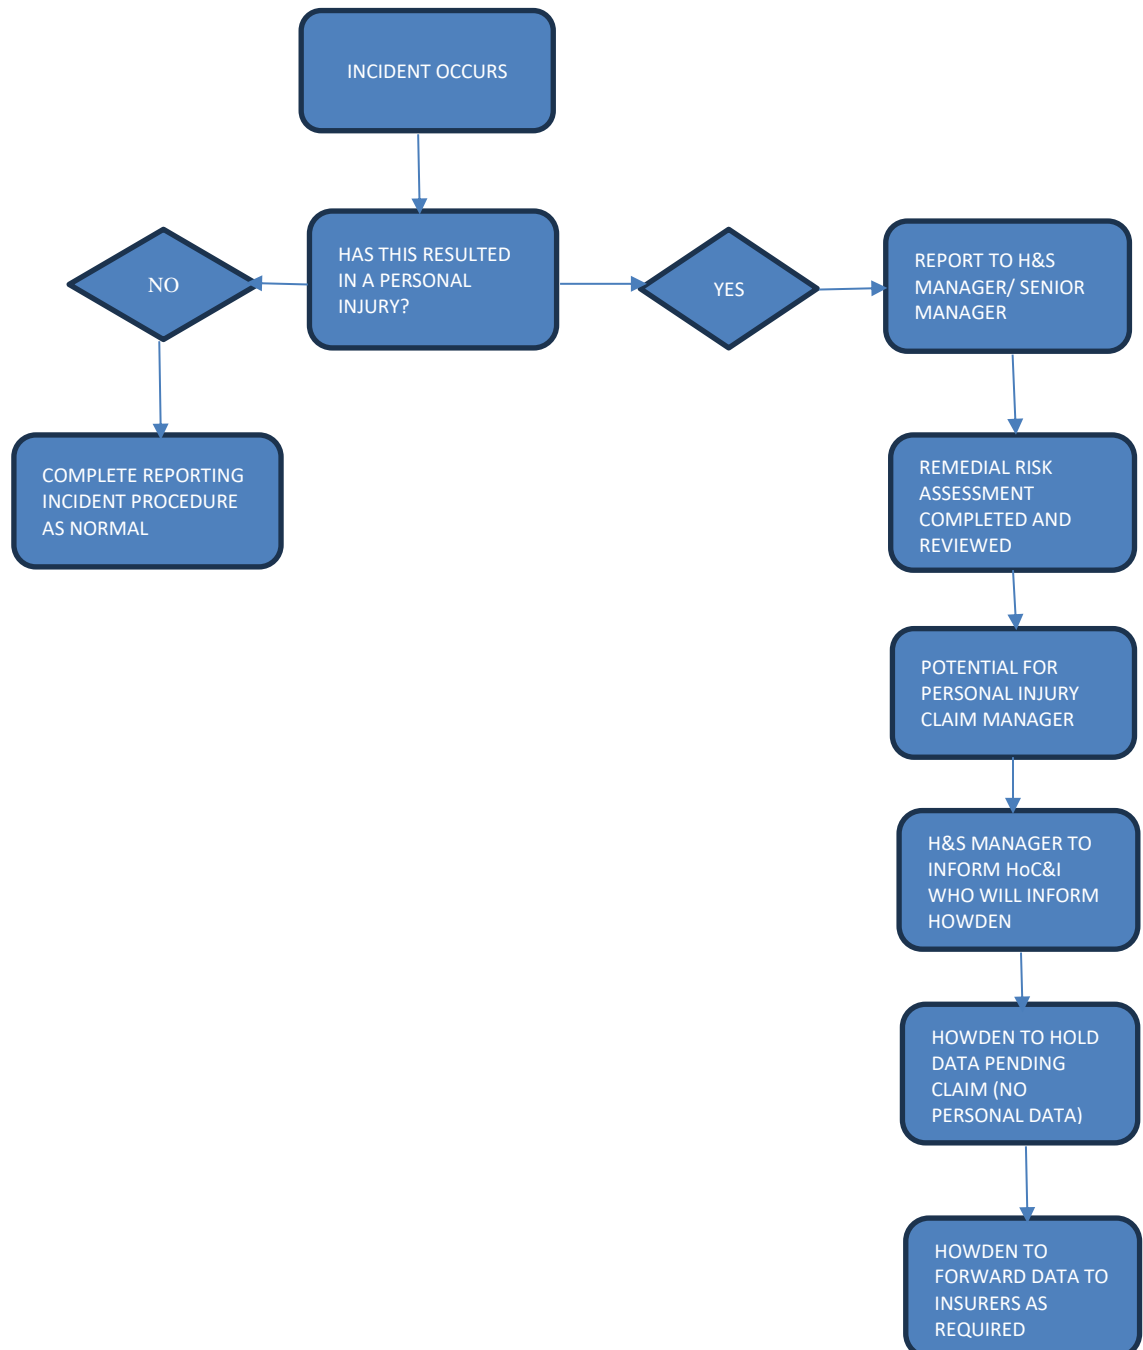 INCIDENT OCCURS
NO
HAS THIS RESULTED
IN A PERSONAL
INJURY?
YES
REPORT TO H&S
MANAGER/ SENIOR
MANAGER
COMPLETE REPORTING
INCIDENT PROCEDURE
AS NORMAL
REMEDIAL RISK
ASSESSMENT
COMPLETED AND
REVIEWED
POTENTIAL FOR
PERSONAL INJURY
CLAIM MANAGER
H&S MANAGER TO
INFORM HoC&I
WHO WILL INFORM
HOWDEN
HOWDEN TO HOLD
DATA PENDING
CLAIM (NO
PERSONAL DATA)
HOWDEN TO
FORWARD DATA TO
INSURERS AS
REQUIRED